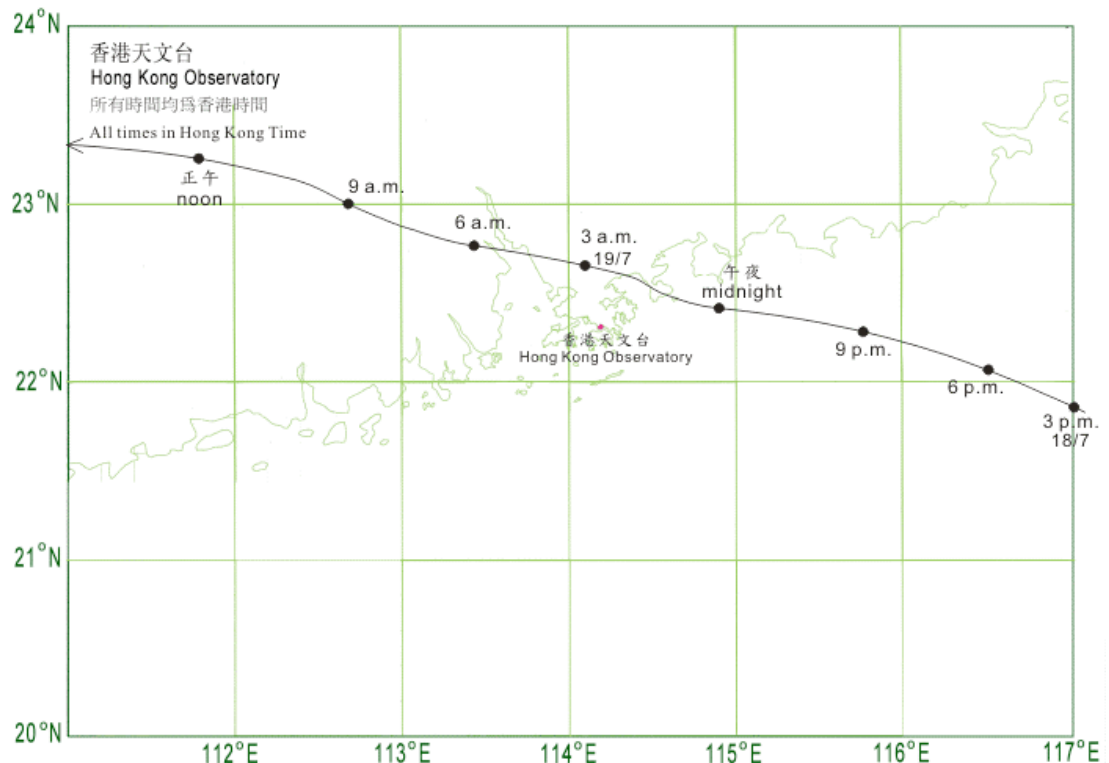 24°N
香港天文台
Hong Kong Observatory
所有時間均爲香港時間
All times in Hong Kong Time
正午
noon
23°N
9 a.m.
6 a.m.
3 a.m.
19/7
午夜
midnight
香港天文台
Hong Kong Observatory
9 p.m.
22°N
6 p.m.
3 p.m.
18/7
21°N
20°N
112°E
113°E
114°E
115°E
116°E
117°E